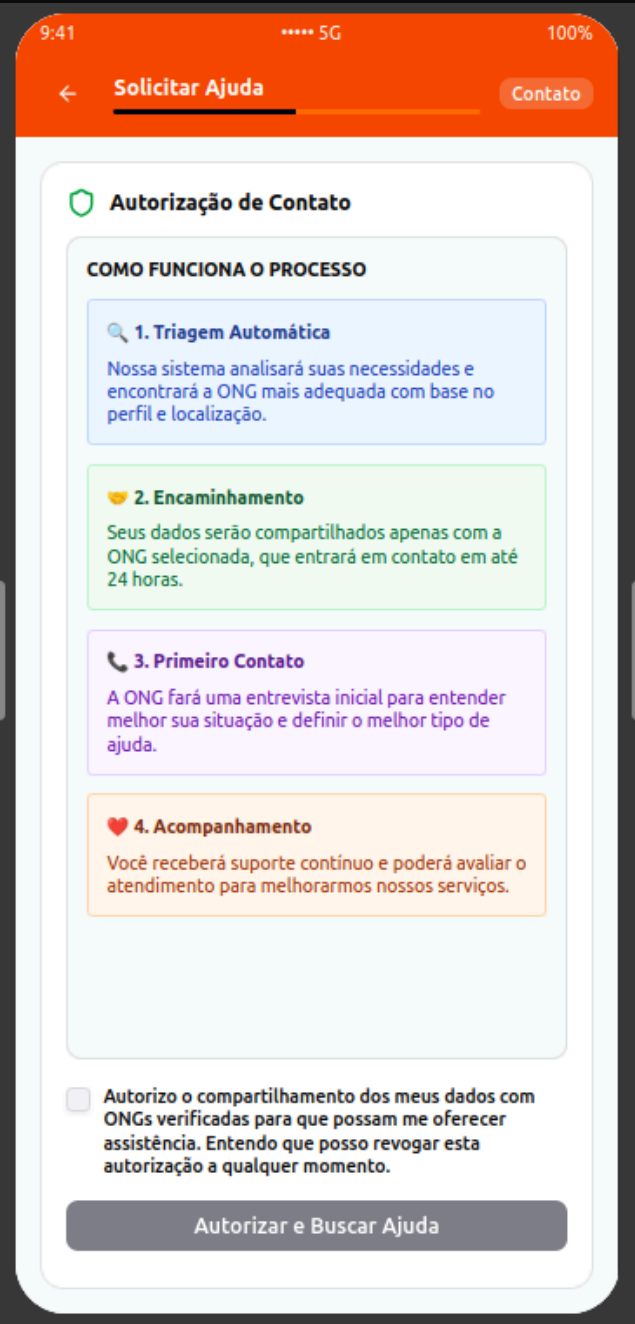 9:41 ••••• 5G 100%
← Solicitar Ajuda Contato
Autorização de Contato
COMO FUNCIONA O PROCESSO
🔍 1. Triagem Automática
Nossa sistema analisará suas necessidades e
encontrará a ONG mais adequada com base no
perfil e localização.
🤝 2. Encaminhamento
Seus dados serão compartilhados apenas com a
ONG selecionada, que entrará em contato em até
24 horas.
📞 3. Primeiro Contato
A ONG fará uma entrevista inicial para entender
melhor sua situação e definir o melhor tipo de
ajuda.
❤️ 4. Acompanhamento
Você receberá suporte contínuo e poderá avaliar o
atendimento para melhorarmos nossos serviços.
Autorizo o compartilhamento dos meus dados com
ONGs verificadas para que possam me oferecer
assistência. Entendo que posso revogar esta
autorização a qualquer momento.
Autorizar e Buscar Ajuda